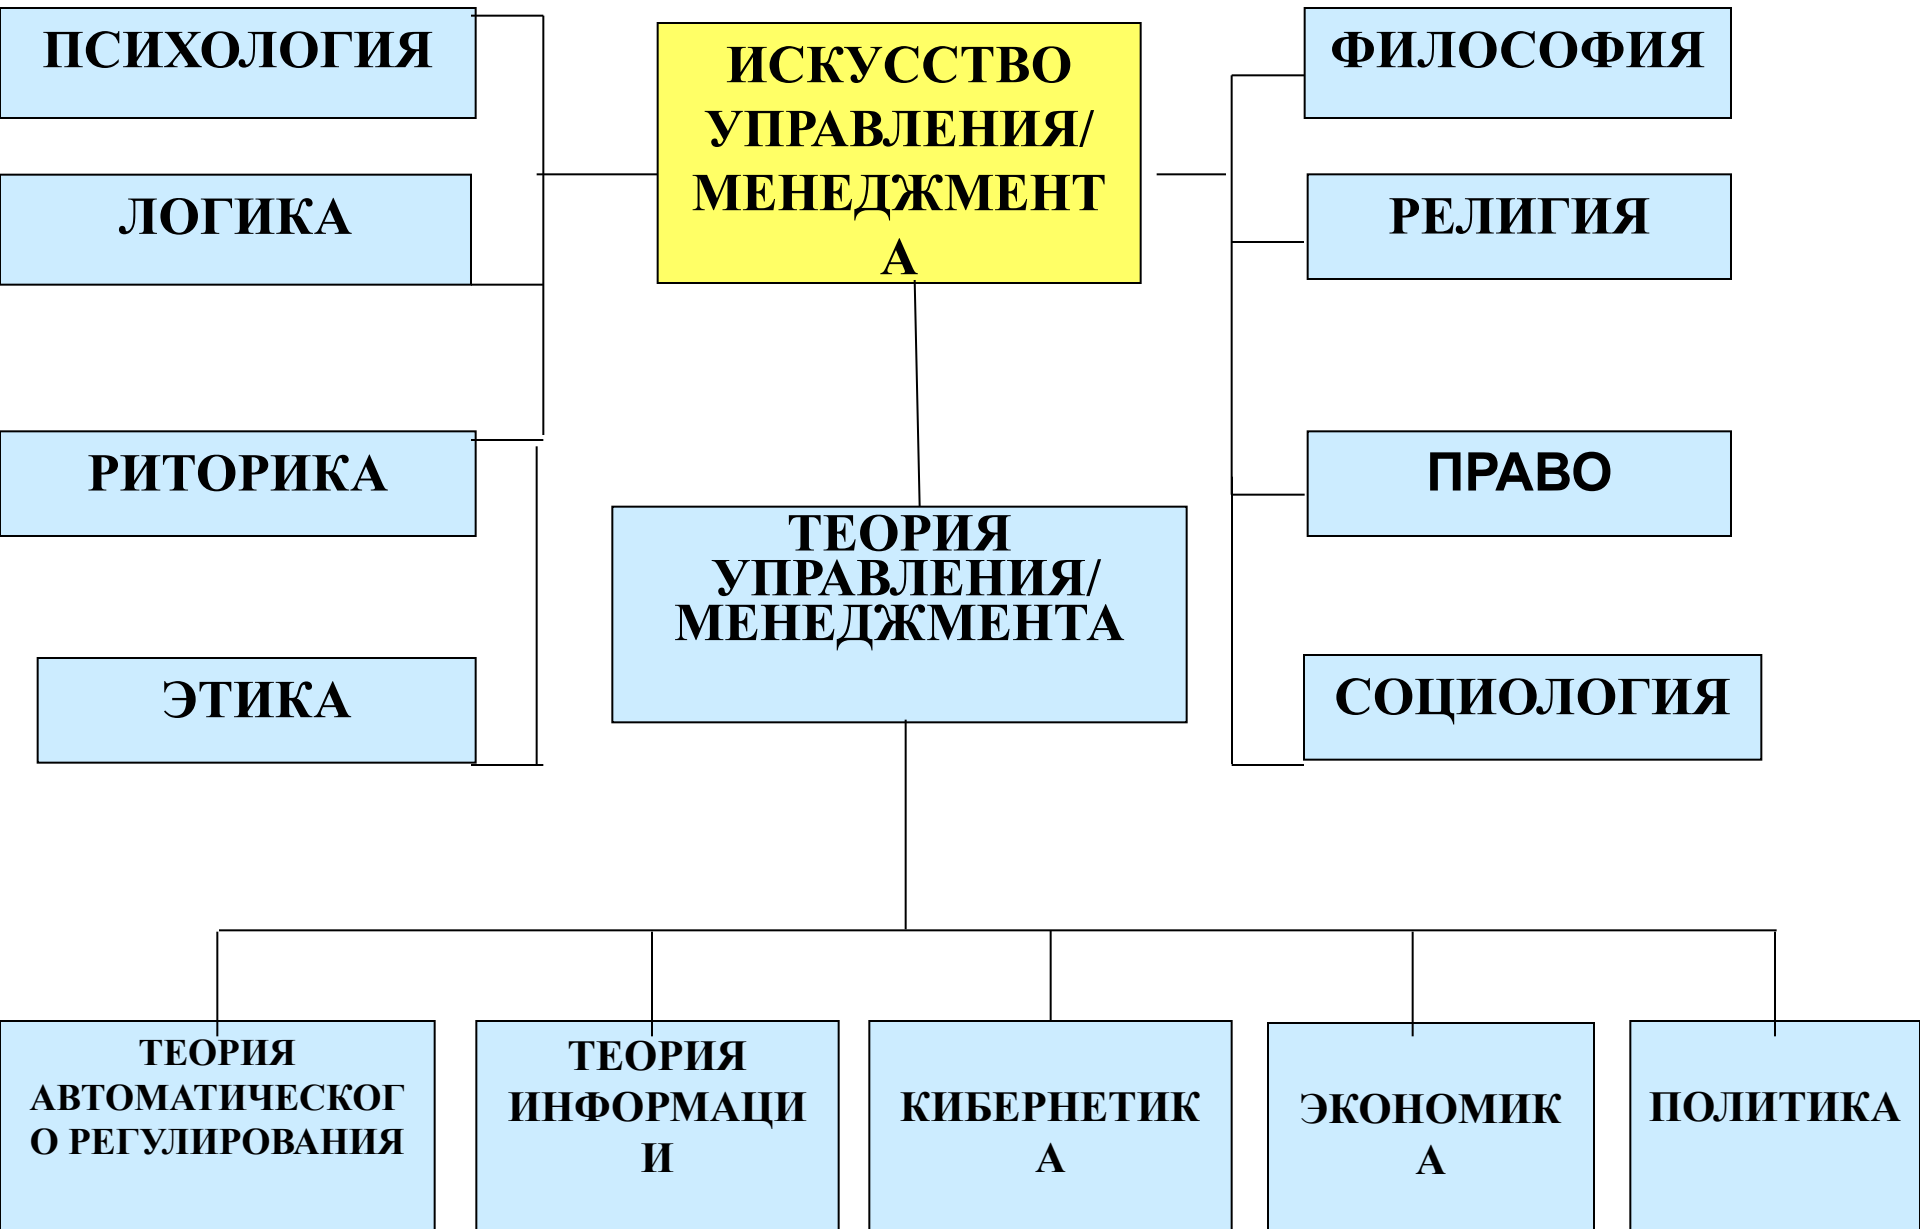 ПСИХОЛОГИЯ
ИСКУССТВО
УПРАВЛЕНИЯ/
МЕНЕДЖМЕНТ
А
ФИЛОСОФИЯ
ЛОГИКА
РЕЛИГИЯ
РИТОРИКА
ПРАВО
ТЕОРИЯ
УПРАВЛЕНИЯ/
МЕНЕДЖМЕНТА
ЭТИКА
СОЦИОЛОГИЯ
ТЕОРИЯ
АВТОМАТИЧЕСКОГ
О РЕГУЛИРОВАНИЯ
ТЕОРИЯ
ИНФОРМАЦИ
И
КИБЕРНЕТИК
А
ЭКОНОМИК
А
ПОЛИТИКА